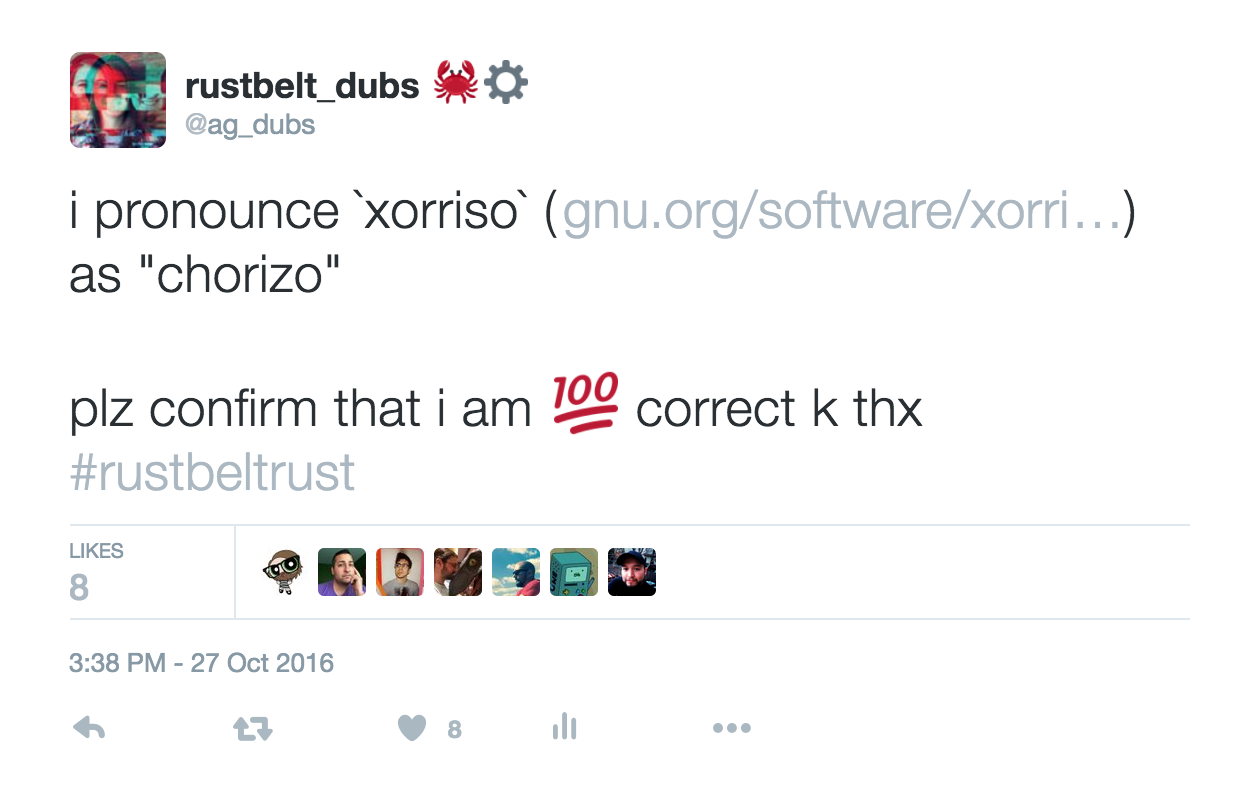 rustbelt_dubs 🦀⚙
@ag_dubs
i pronounce `xorriso` (gnu.org/software/xorri…)
as "chorizo"
plz confirm that i am 💯 correct k thx
#rustbeltrust
LIKES
8
3:38 PM - 27 Oct 2016
8